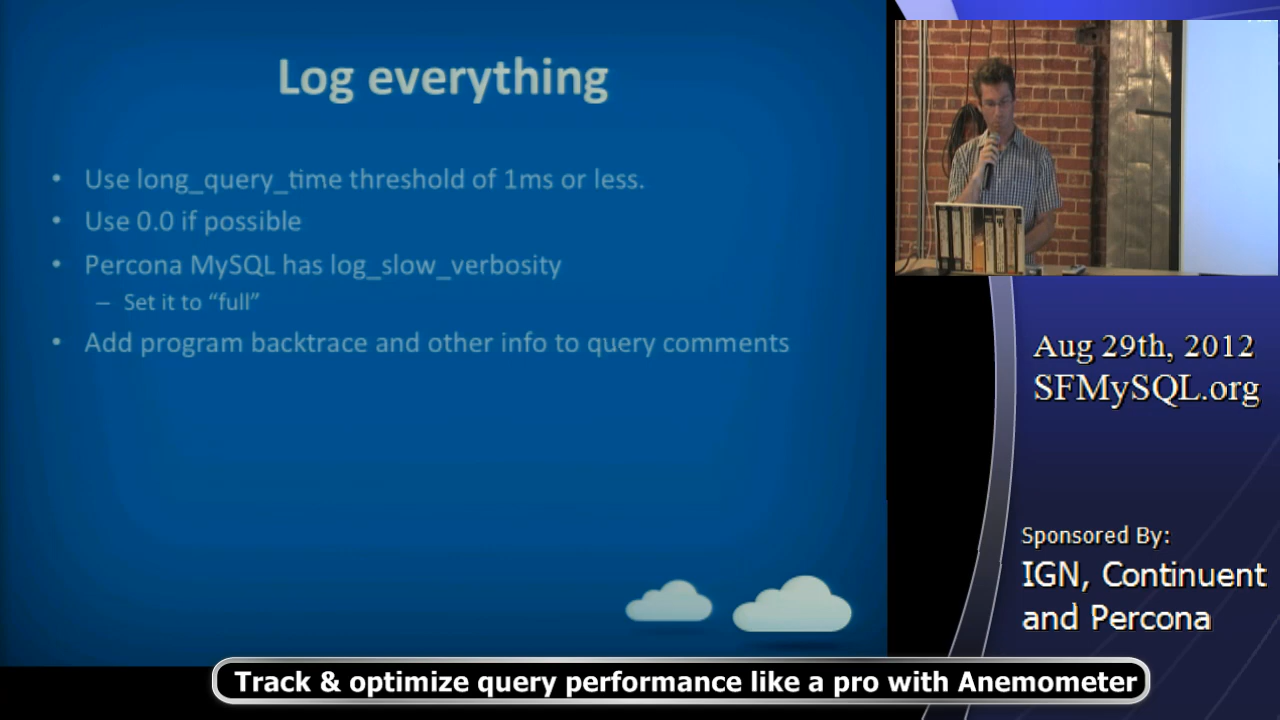 Log everything
• Use long_query_time threshold of 1ms or less.
• Use 0.0 if possible
• Percona MySQL has log_slow_verbosity
– Set it to “full”
• Add program backtrace and other info to query comments
Aug 29th, 2012
SFMySQL.org
Sponsored By:
IGN, Continuent
and Percona
Track & optimize query performance like a pro with Anemometer